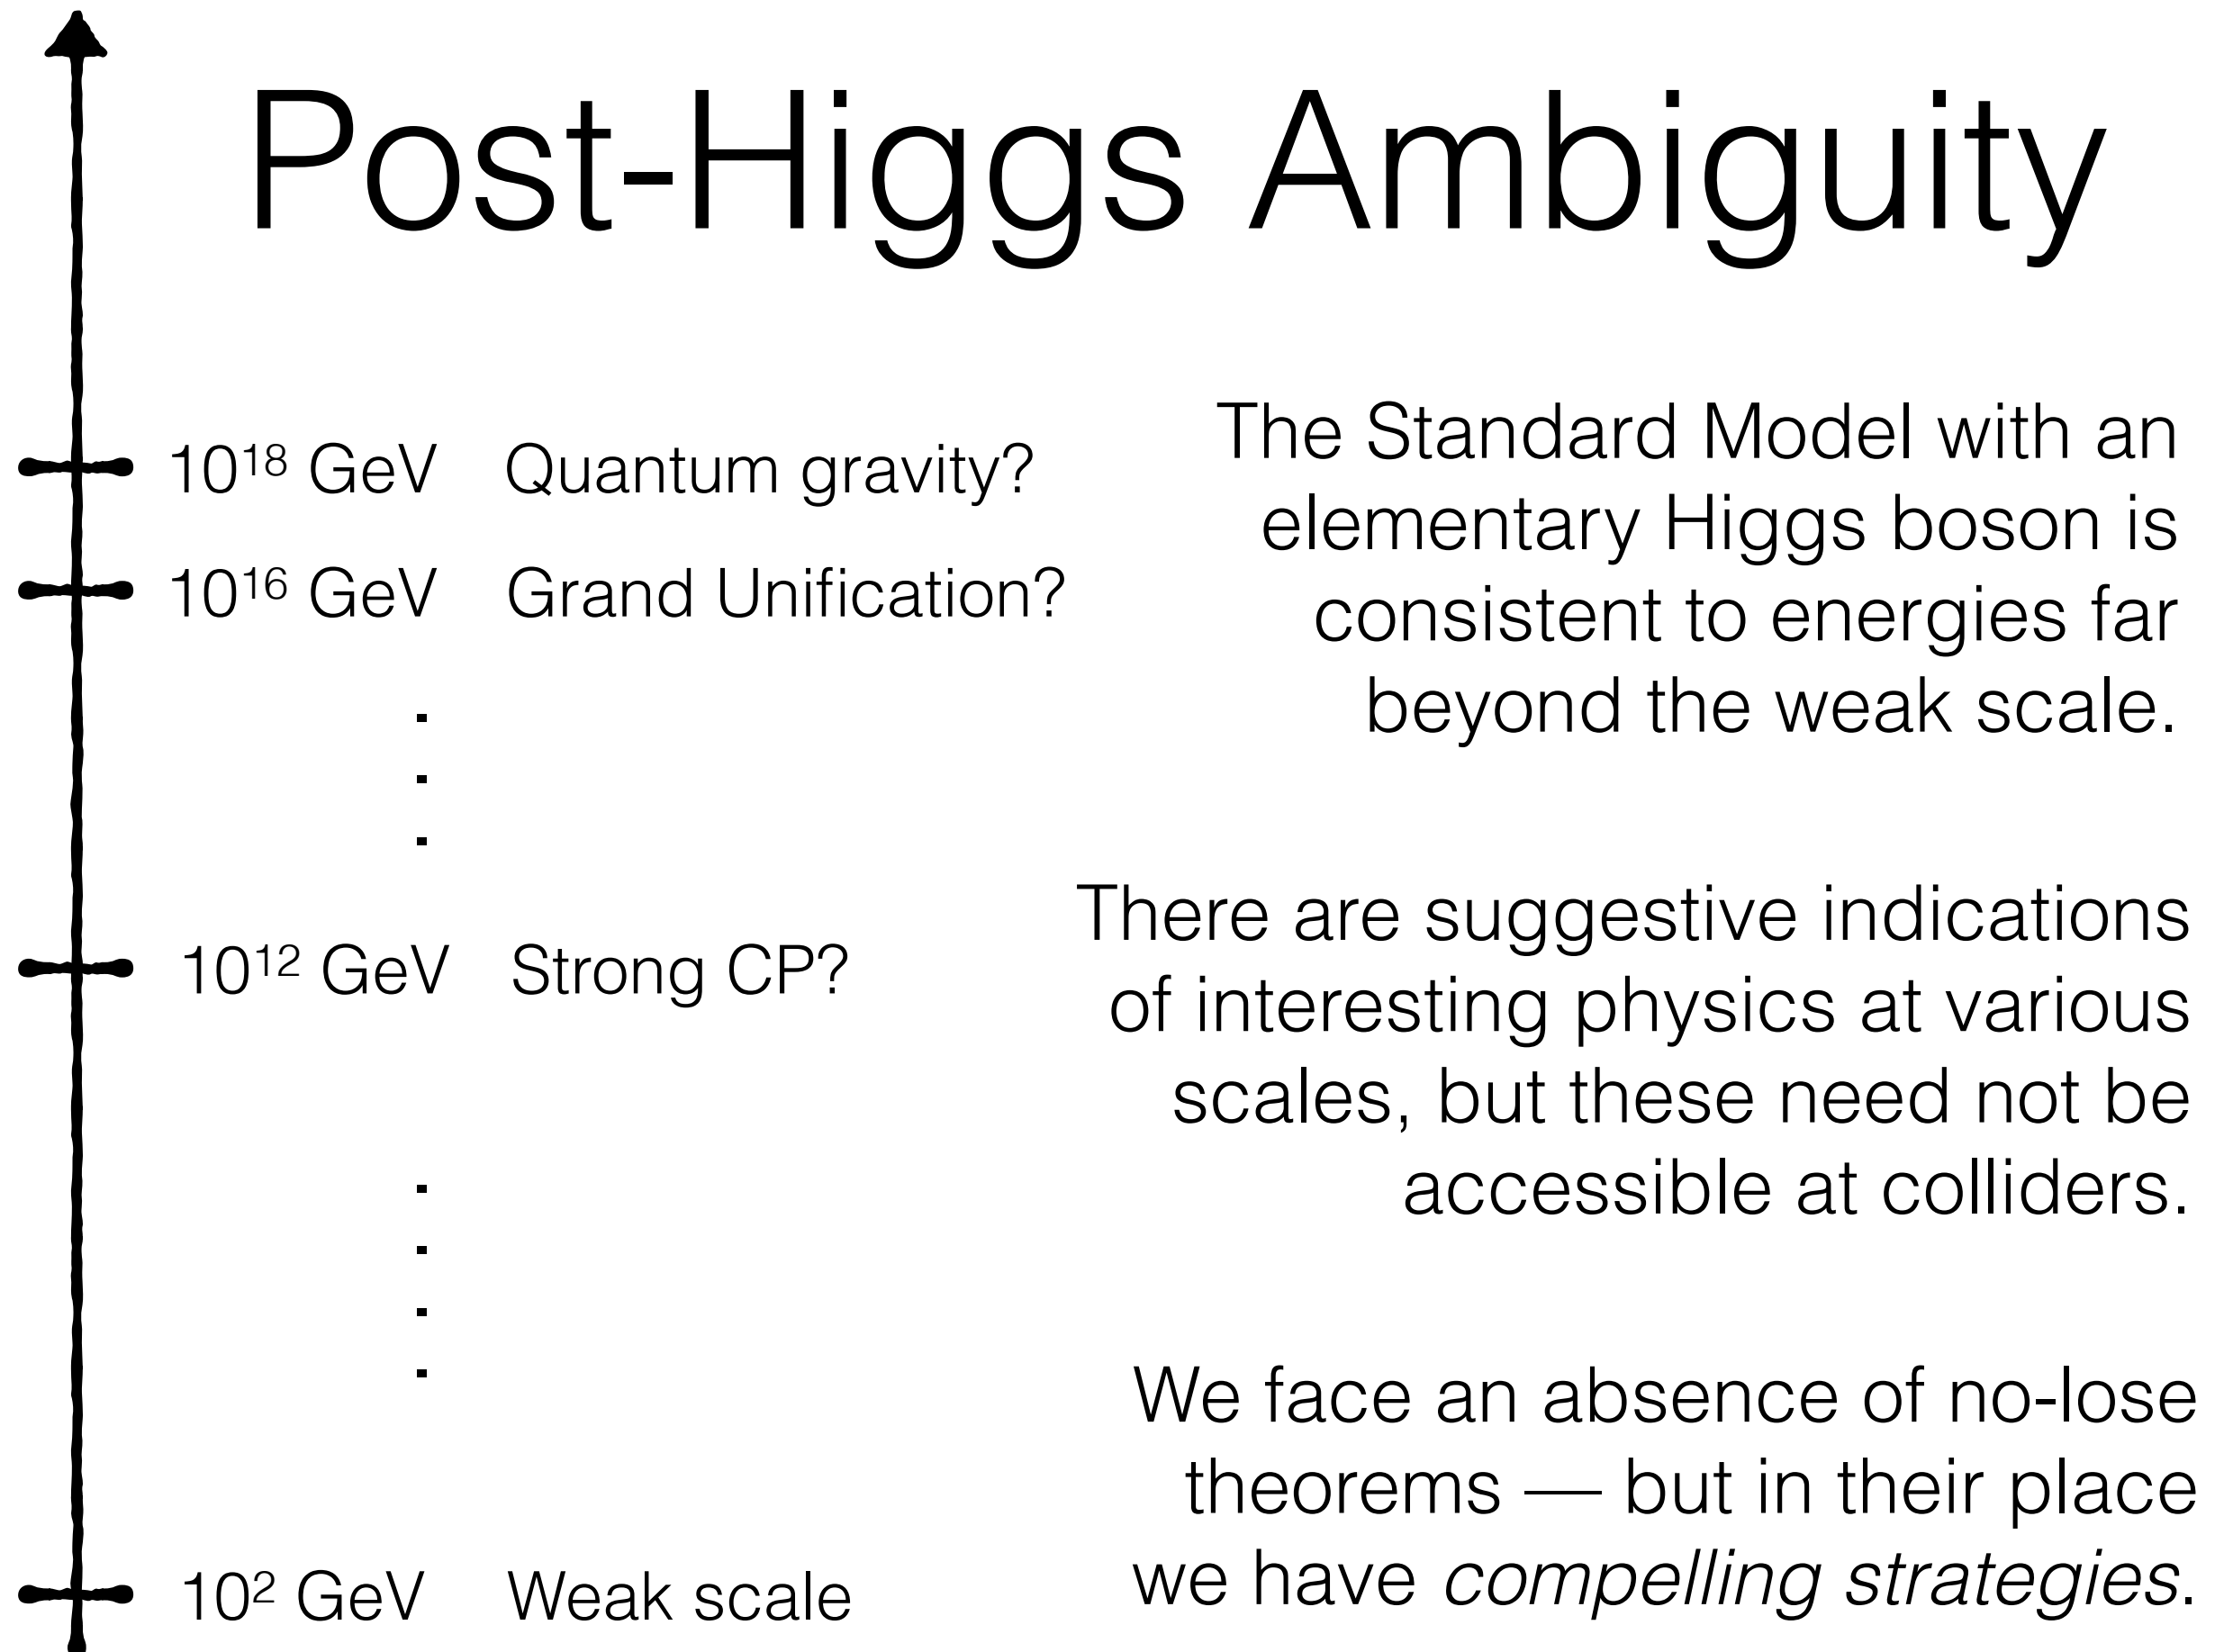 Post-Higgs Ambiguity
10¹⁸ GeV Quantum gravity?
10¹⁶ GeV Grand Unification?
10¹² GeV Strong CP?
10² GeV Weak scale
The Standard Model with an
elementary Higgs boson is
consistent to energies far
beyond the weak scale.
There are suggestive indications
of interesting physics at various
scales, but these need not be
accessible at colliders.
We face an absence of no-lose
theorems — but in their place
we have compelling strategies.